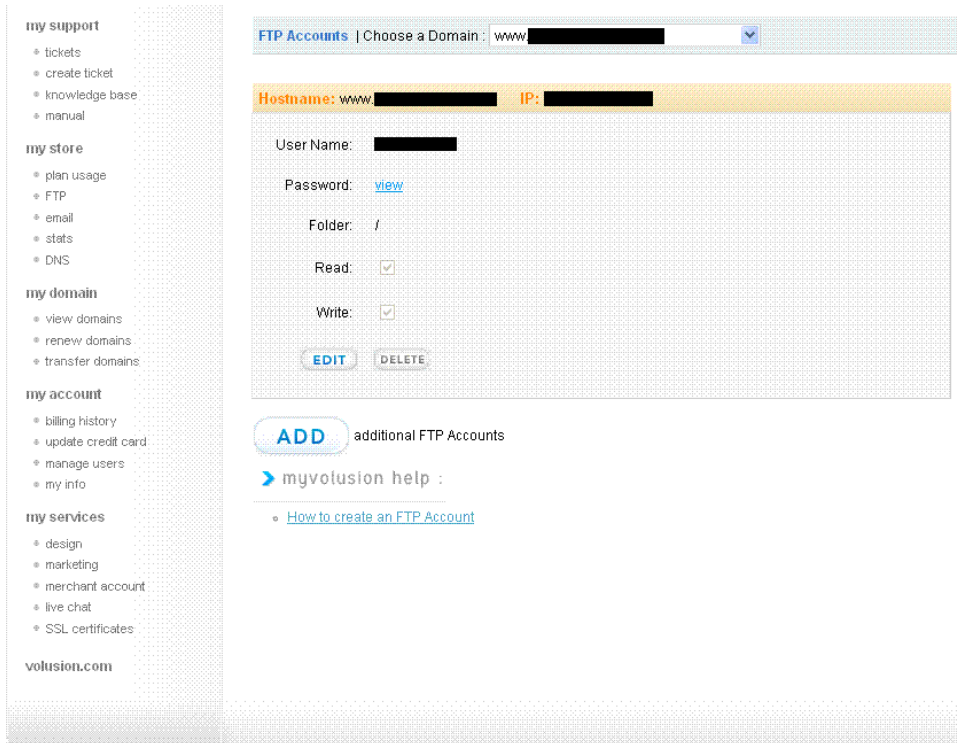 my support
tickets
create ticket
knowledge base
manual
my store
plan usage
FTP
email
stats
DNS
my domain
view domains
renew domains
transfer domains
my account
billing history
update credit card
manage users
my info
my services
design
marketing
merchant account
live chat
SSL certificates
volusion.com
FTP Accounts | Choose a Domain : www.
Hostname: www. IP:
User Name:
Password: view
Folder: /
Read:
Write:
EDIT DELETE
ADD additional FTP Accounts
myvolusion help :
How to create an FTP Account